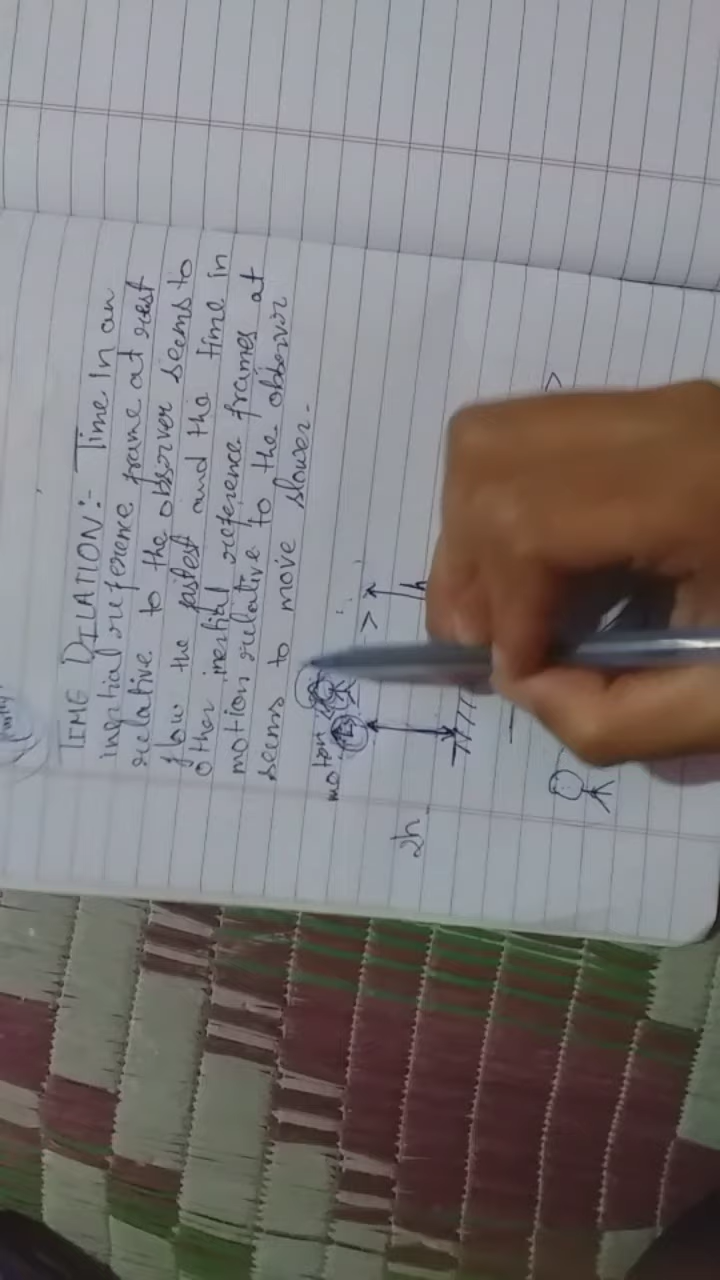 TIME DILATION:- Time in an
inertial reference frame at rest
relative to the observer seems to
flow the fastest and the time in
other inertial reference frames in
motion relative to the observer at
seems to move slower.
motion
h
2h